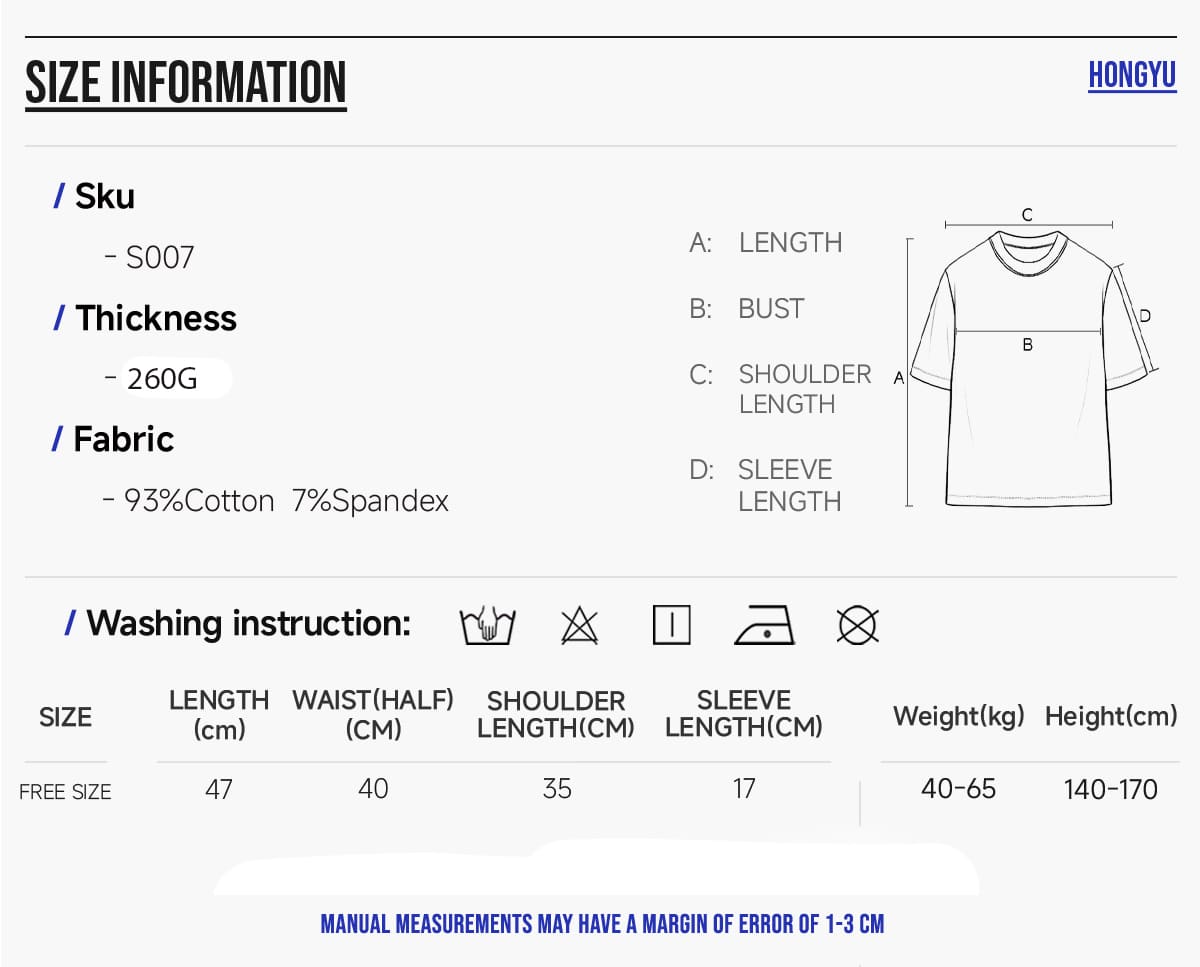 SIZE INFORMATION
HONGYU
/ Sku
- S007
/ Thickness
- 260G
/ Fabric
- 93%Cotton 7%Spandex
A: LENGTH
B: BUST
C: SHOULDER
LENGTH
D: SLEEVE
LENGTH
C
D
B
A
/ Washing instruction:
SIZE
LENGTH
(cm)
WAIST(HALF)
(CM)
SHOULDER
LENGTH(CM)
SLEEVE
LENGTH(CM)
Weight(kg)
Height(cm)
FREE SIZE 47 40 35 17 40-65 140-170
MANUAL MEASUREMENTS MAY HAVE A MARGIN OF ERROR OF 1-3 CM